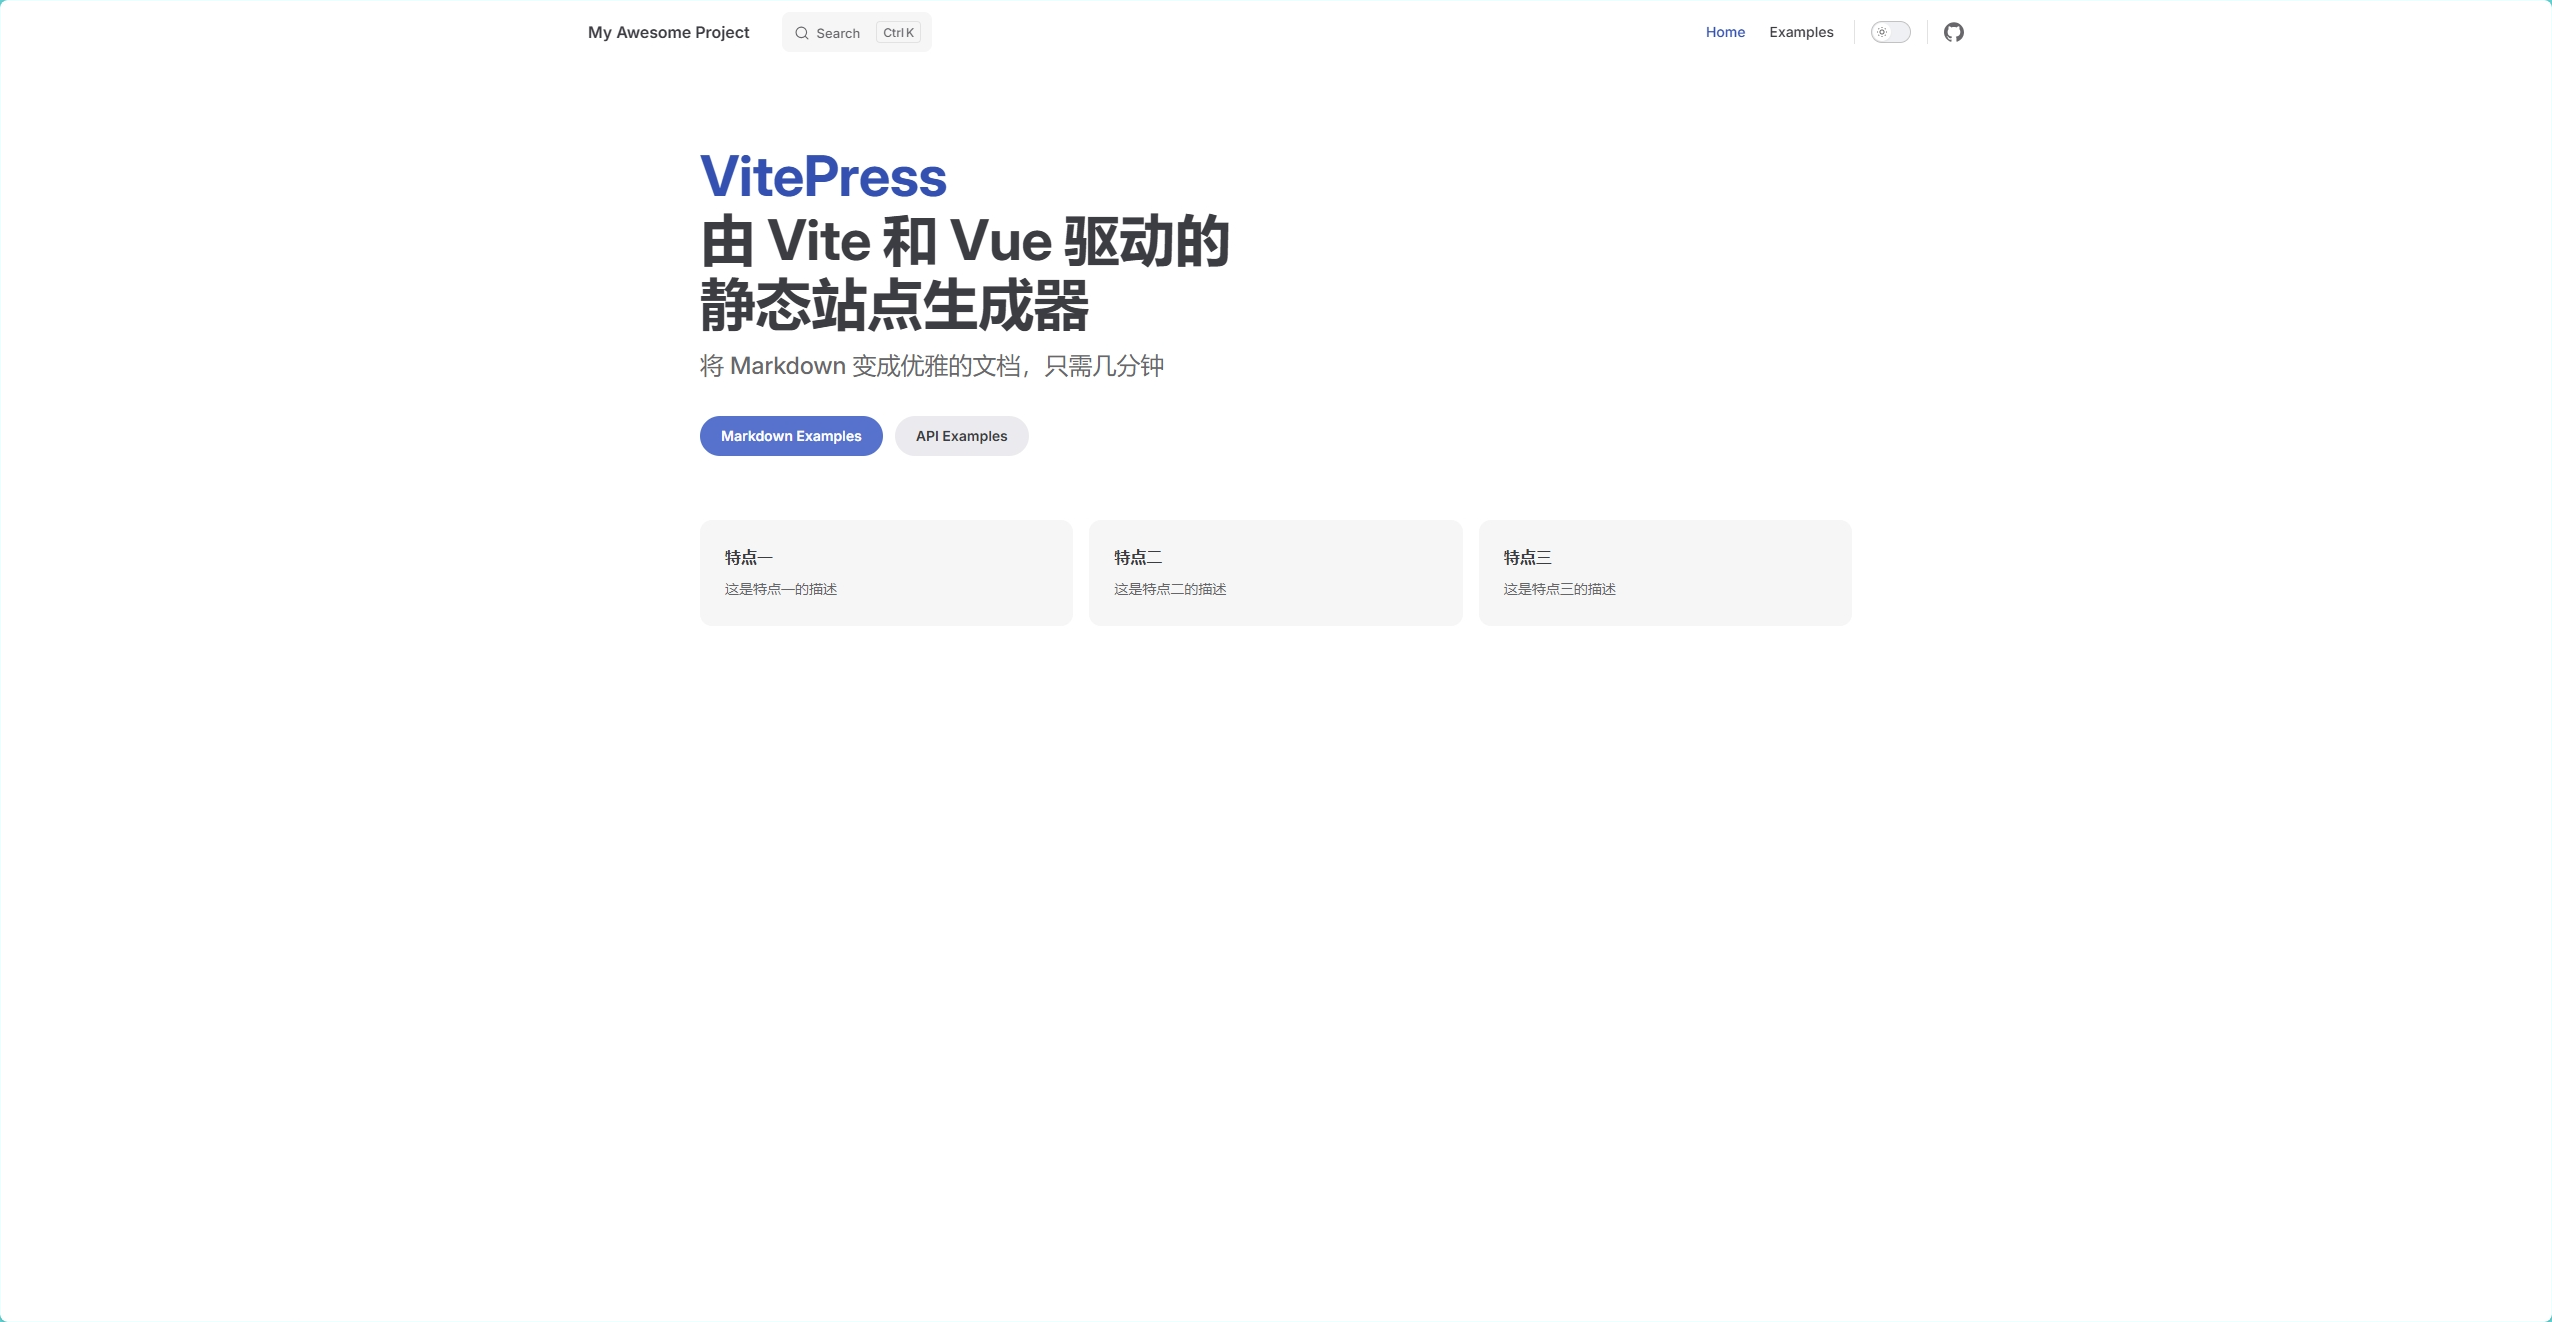 My Awesome Project
Search
Ctrl K
Home
Examples
VitePress
由 Vite 和 Vue 驱动的
静态站点生成器
将 Markdown 变成优雅的文档，只需几分钟
Markdown Examples
API Examples
特点一
这是特点一的描述
特点二
这是特点二的描述
特点三
这是特点三的描述